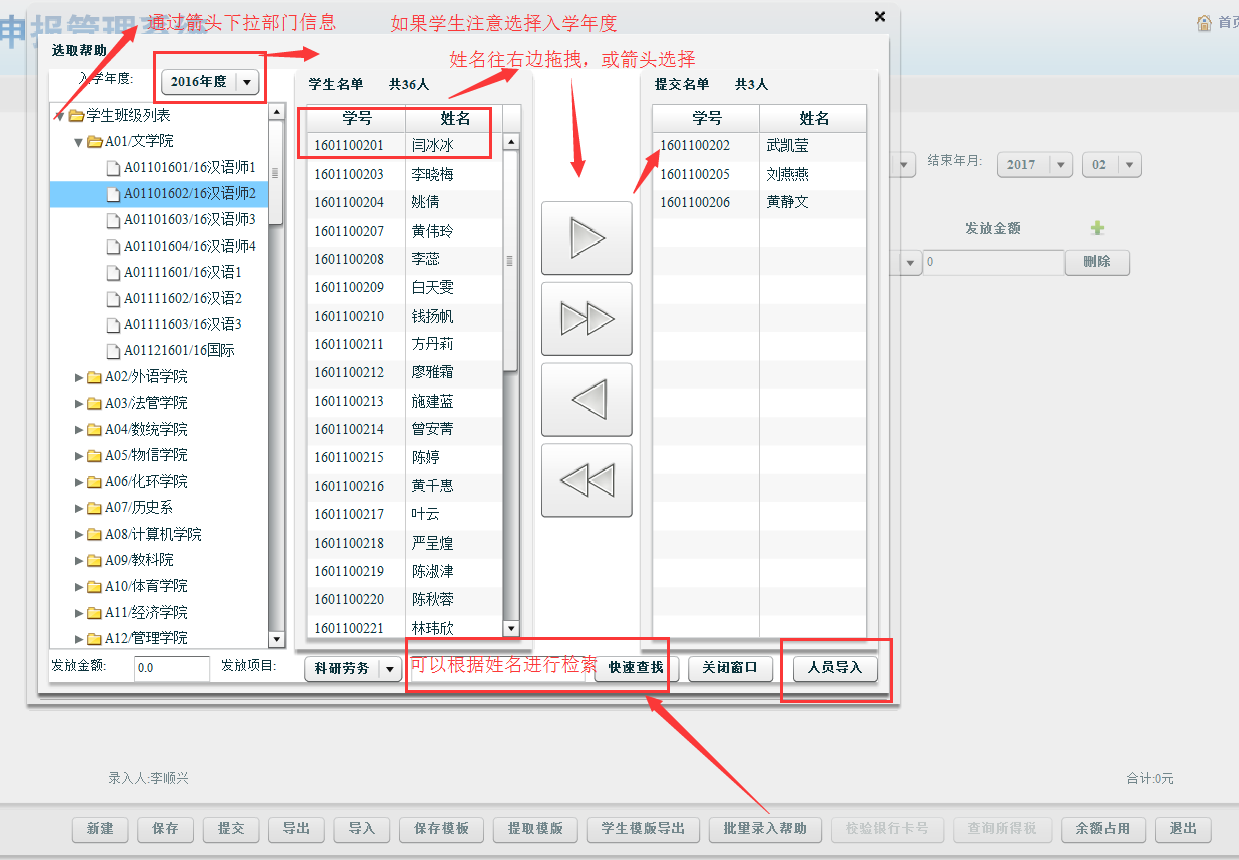 申报管理系统
首页
通过箭头下拉部门信息
如果学生注意选择入学年度
选取帮助
姓名往右边拖拽，或箭头选择
入学年度:
2016年度
学生名单 共36人
提交名单 共3人
学生班级列表
A01/文学院
A01101601/16汉语师1
A01101602/16汉语师2
A01101603/16汉语师3
A01101604/16汉语师4
A01111601/16汉语1
A01111602/16汉语2
A01111603/16汉语3
A01121601/16国际
A02/外语学院
A03/法管学院
A04/数统学院
A05/物信学院
A06/化环学院
A07/历史系
A08/计算机学院
A09/教科院
A10/体育学院
A11/经济学院
A12/管理学院
学号 姓名
1601100201 闫冰冰
1601100203 李晓梅
1601100204 姚倩
1601100207 黄伟玲
1601100208 李蕊
1601100209 白天雯
1601100210 钱扬帆
1601100211 方丹莉
1601100212 廖雅霜
1601100213 施建蓝
1601100214 曾安菁
1601100215 陈婷
1601100216 黄千惠
1601100217 叶云
1601100218 严呈煌
1601100219 陈淑津
1601100220 陈秋蓉
1601100221 林玮欣
学号 姓名
1601100202 武凯莹
1601100205 刘燕燕
1601100206 黄静文
结束年月: 2017 02
发放金额
0 删除
发放金额: 0.0 发放项目: 科研劳务 可以根据姓名进行检索 快速查找 关闭窗口 人员导入
录入人:李顺兴
合计:0元
新建 保存 提交 导出 导入 保存模板 提取模版 学生模版导出 批量录入帮助 校验银行卡号 查询所得税 余额占用 退出